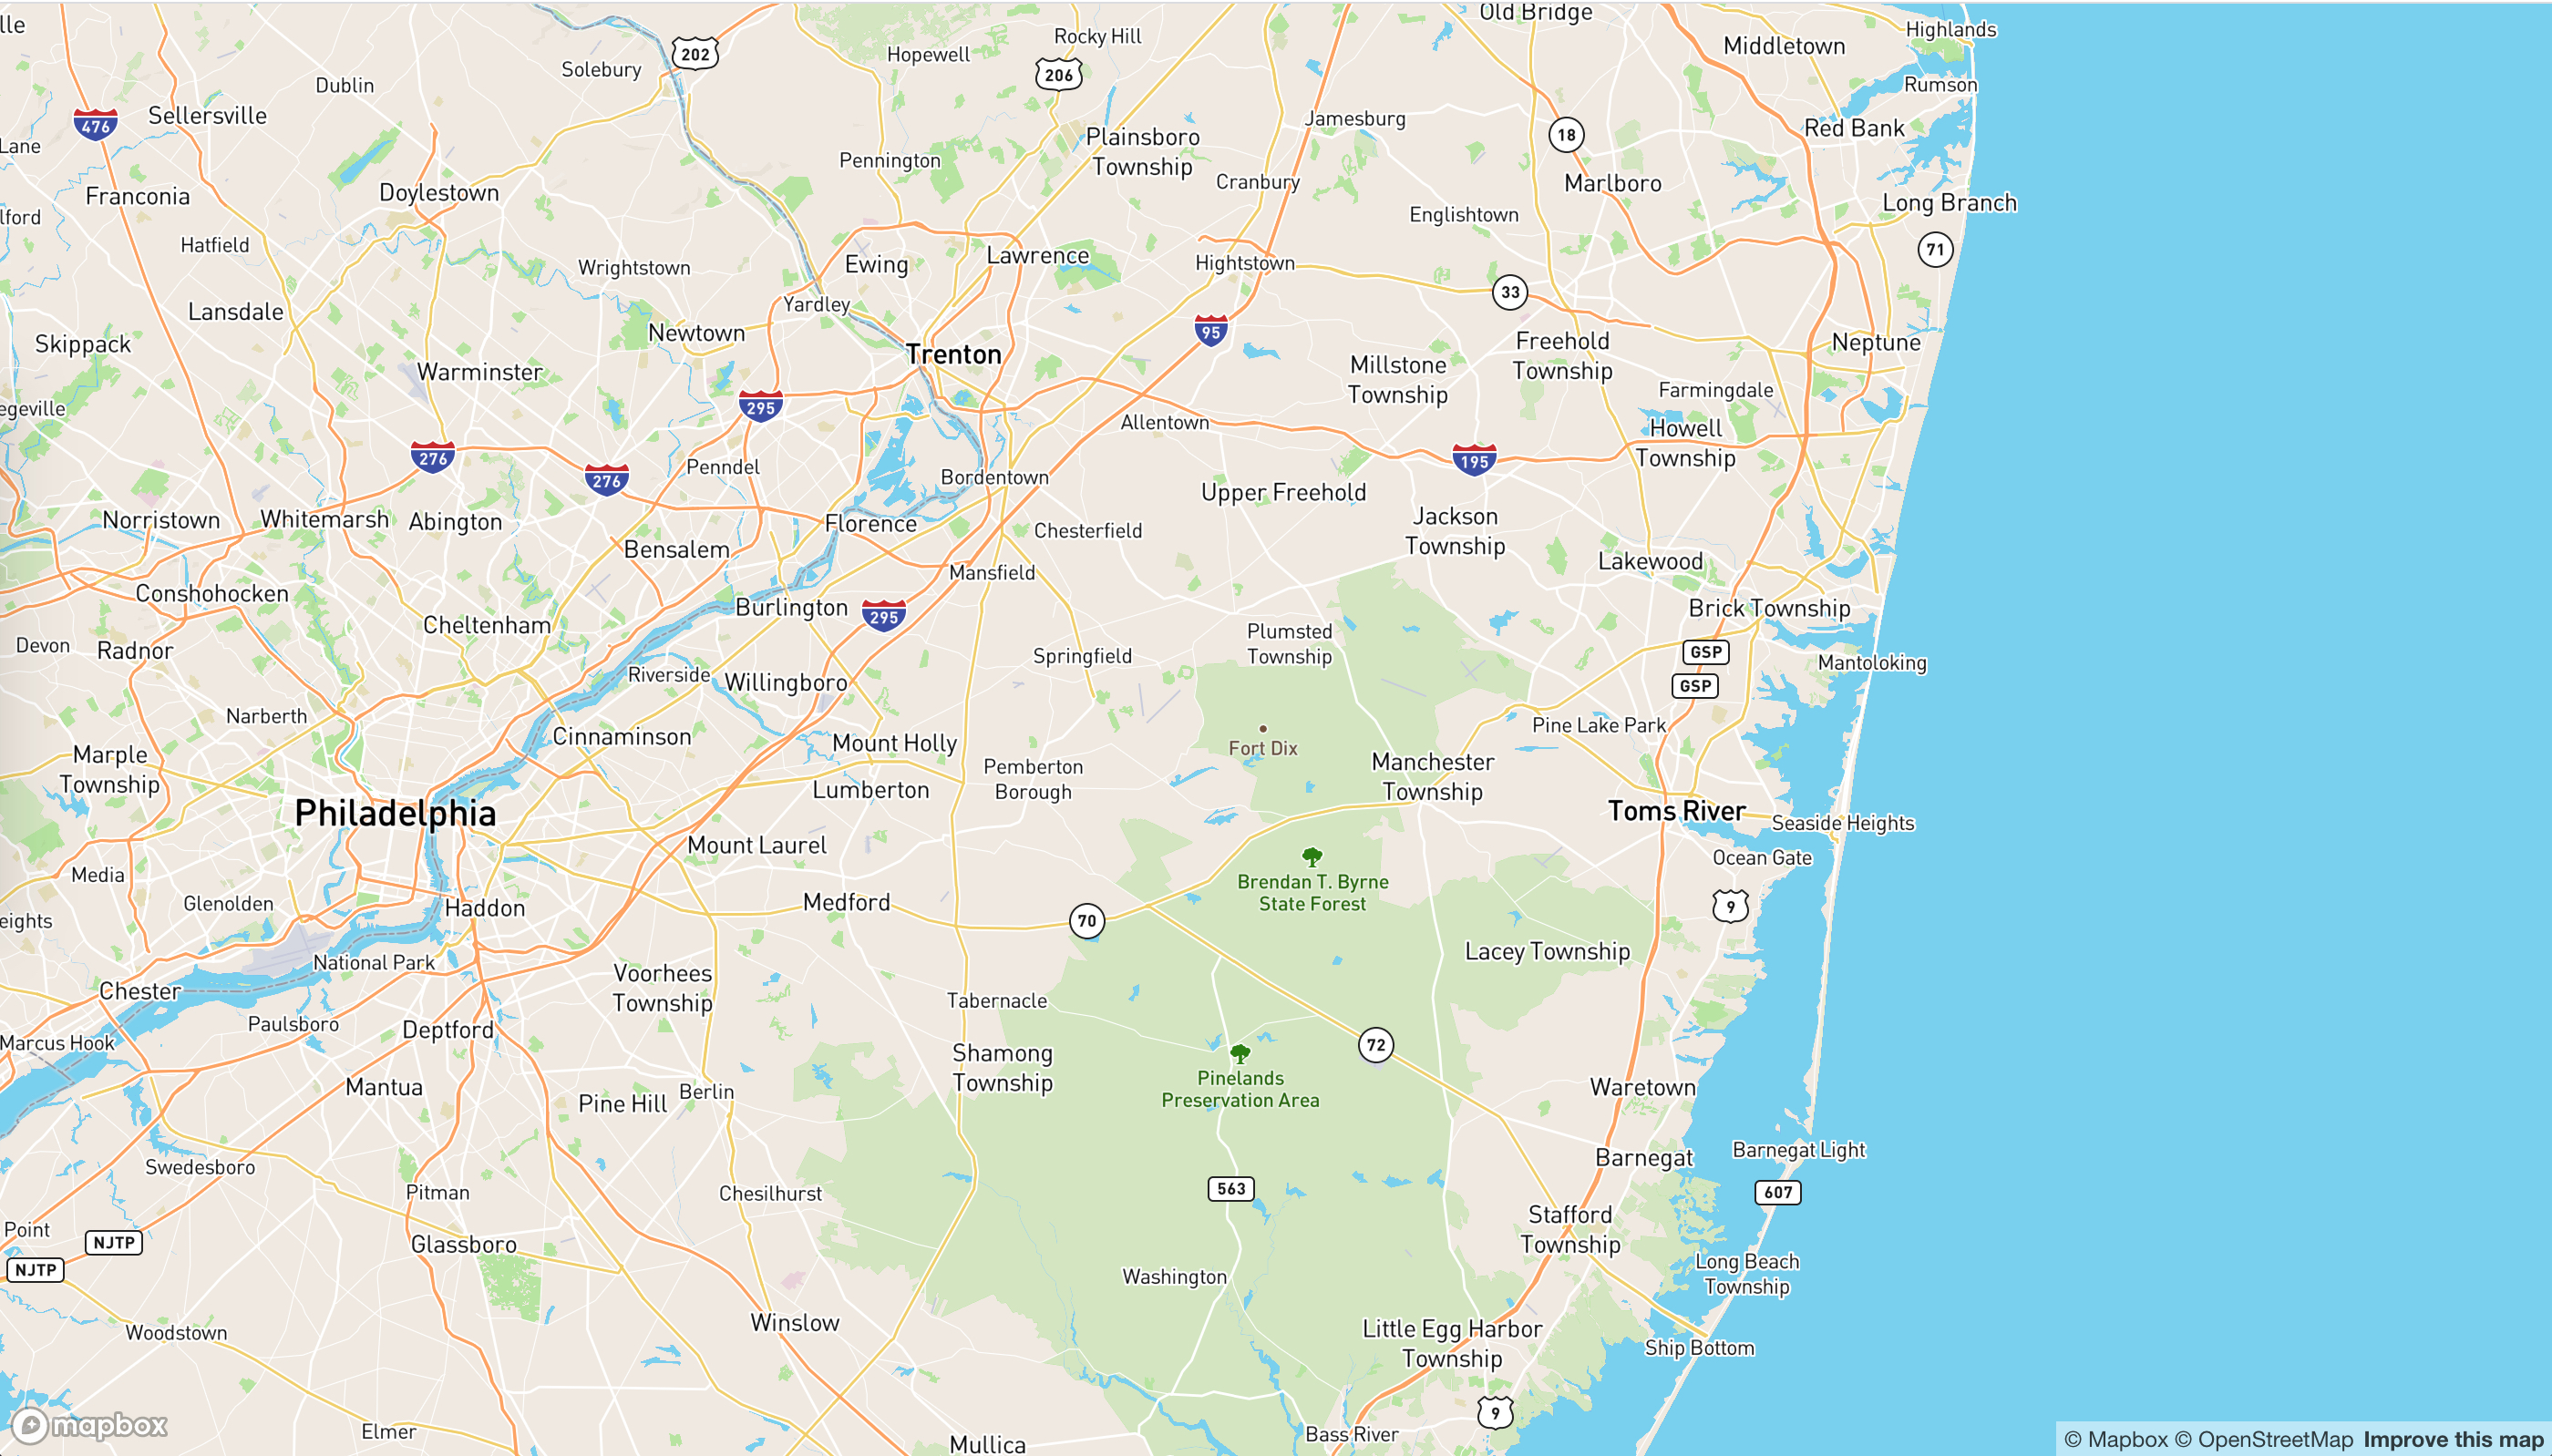 lle
Old Bridge
Highlands
Rocky Hill
Middletown
202
Hopewell
Solebury
206
Dublin
Rumson
476
Sellersville
Jamesburg
Red Bank
18
Plainsboro
Township
Lane
Pennington
Cranbury
Marlboro
Franconia
Doylestown
Long Branch
lford
Englishtown
Hatfield
71
Lawrence
Ewing
Hightstown
Wrightstown
33
Yardley
Lansdale
Newtown
95
Skippack
Trenton
Freehold
Township
Neptune
Millstone
Township
Warminster
Farmingdale
egeville
295
Allentown
Howell
Township
276
195
Penndel
276
Bordentown
Upper Freehold
Norristown
Whitemarsh
Abington
Florence
Chesterfield
Jackson
Township
Bensalem
Lakewood
Mansfield
Conshohocken
Burlington
295
Brick Township
Cheltenham
Plumsted
Township
Devon
Radnor
GSP
Springfield
Mantoloking
Riverside
Willingboro
GSP
Narberth
Pine Lake Park
Cinnaminson
Mount Holly
Fort Dix
Marple
Township
Manchester
Township
Pemberton
Borough
Lumberton
Philadelphia
Toms River
Seaside Heights
Mount Laurel
Ocean Gate
Media
Brendan T. Byrne
State Forest
Glenolden
Medford
Haddon
9
eights
70
Lacey Township
National Park
Voorhees
Township
Chester
Tabernacle
Paulsboro
Deptford
Marcus Hook
72
Shamong
Township
Pinelands
Preservation Area
Mantua
Berlin
Pine Hill
Waretown
Barnegat Light
Barnegat
Swedesboro
Pitman
Chesilhurst
563
607
Point
Stafford
Township
NJTP
Glassboro
NJTP
Long Beach
Township
Washington
Winslow
Woodstown
Little Egg Harbor
Township
Ship Bottom
9
mapbox
Elmer
Bass River
Mullica
© Mapbox © OpenStreetMap Improve this map